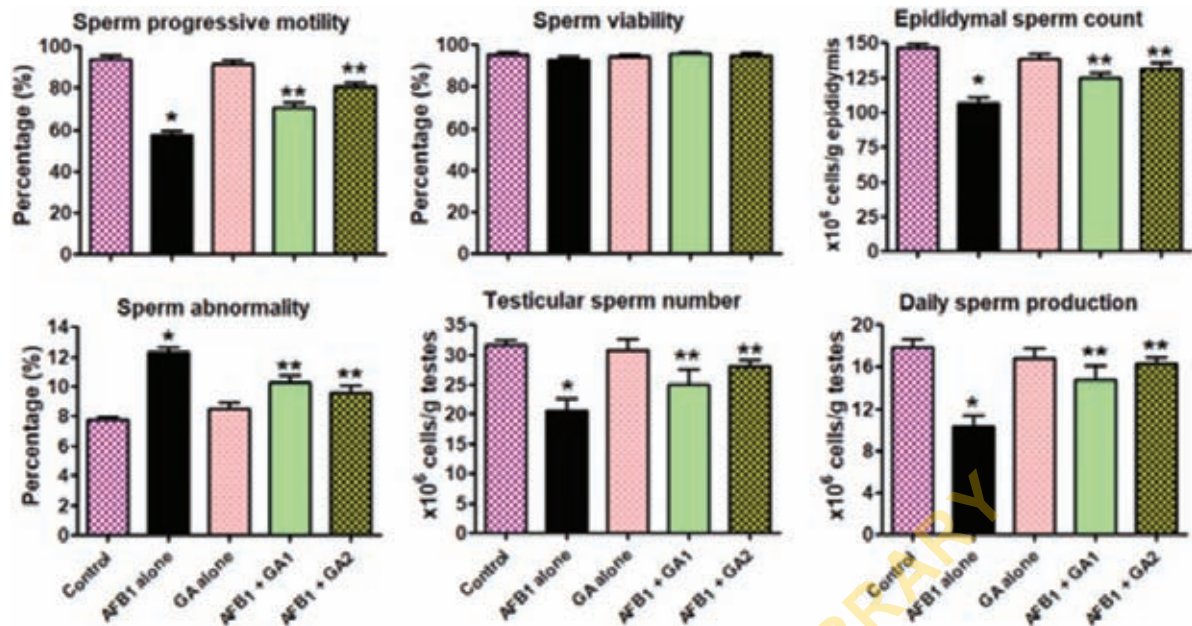 Sperm progressive motility
Percentage (%)
100
80
60
40
20
0
*
**
**
Sperm viability
Percentage (%)
100
80
60
40
20
0
Epididymal sperm count
x10⁶ cells/g epididymis
150
125
100
75
50
25
0
*
**
**
Sperm abnormality
Percentage (%)
14
12
10
8
6
4
2
0
*
**
**
Control
AFB1 alone
GA alone
AFB1 + GA1
AFB1 + GA2
Testicular sperm number
x10⁶ cells/g testes
35
30
25
20
15
10
5
0
*
**
**
Control
AFB1 alone
GA alone
AFB1 + GA1
AFB1 + GA2
Daily sperm production
x10⁶ cells/g testes
20
16
12
8
4
0
*
**
**
Control
AFB1 alone
GA alone
AFB1 + GA1
AFB1 + GA2
BRARY